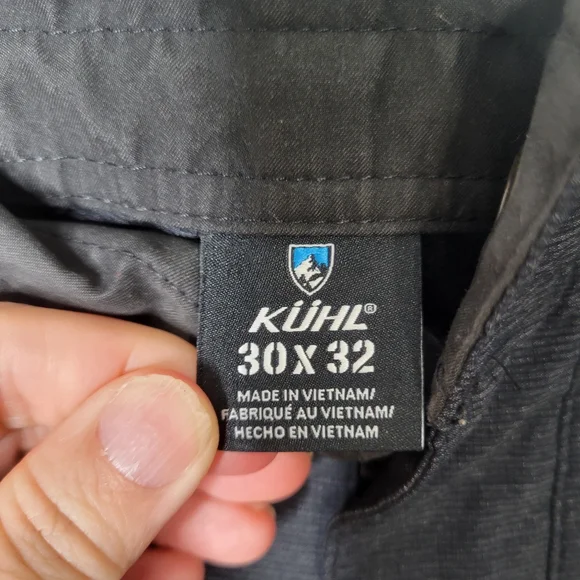 KÜHL®
30 X 32
MADE IN VIETNAM/
FABRIQUÉ AU VIETNAM/
HECHO EN VIETNAM